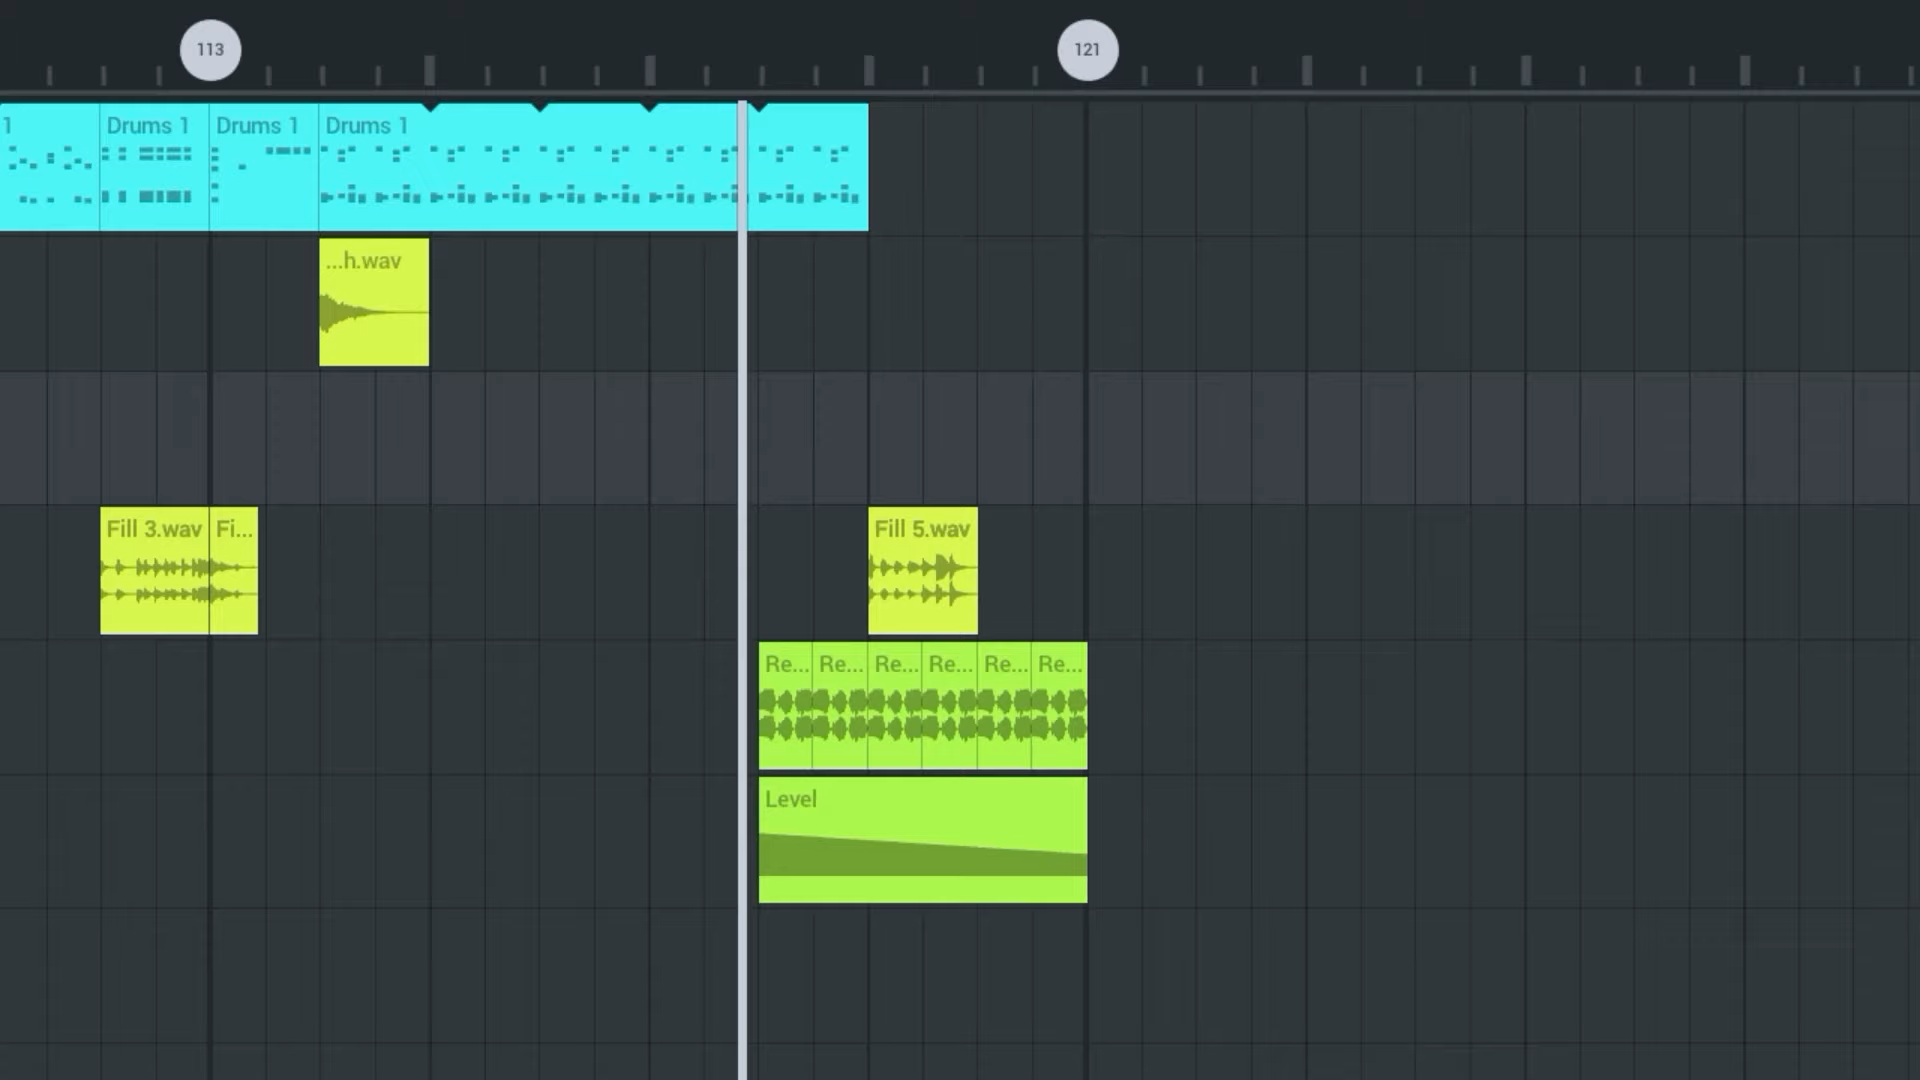 113
121
1
Drums 1
Drums 1
Drums 1
...h.wav
Fill 3.wav
Fi...
Fill 5.wav
Re...
Re...
Re...
Re...
Re...
Re...
Level